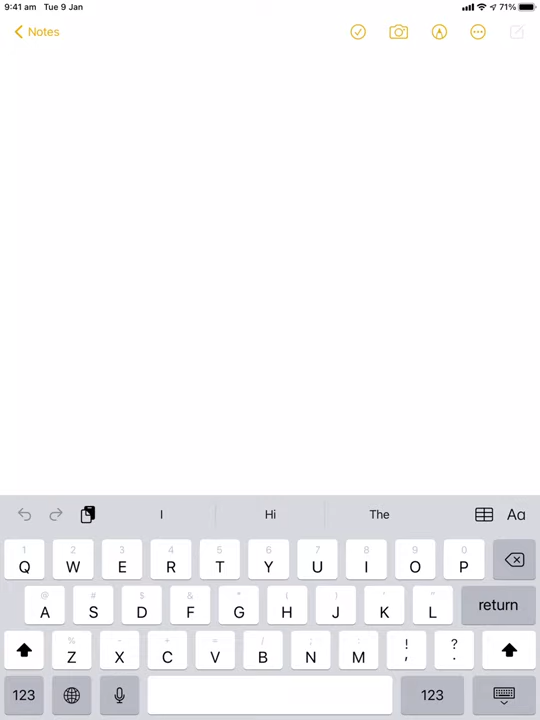 9:41 am Tue 9 Jan 71%
Notes
I Hi The Aa
1 2 3 4 5 6 7 8 9 0
Q W E R T Y U I O P
@ # $ & * ( ) ' "
A S D F G H J K L return
% - + = / ; : ! ?
Z X C V B N M , .
123 123